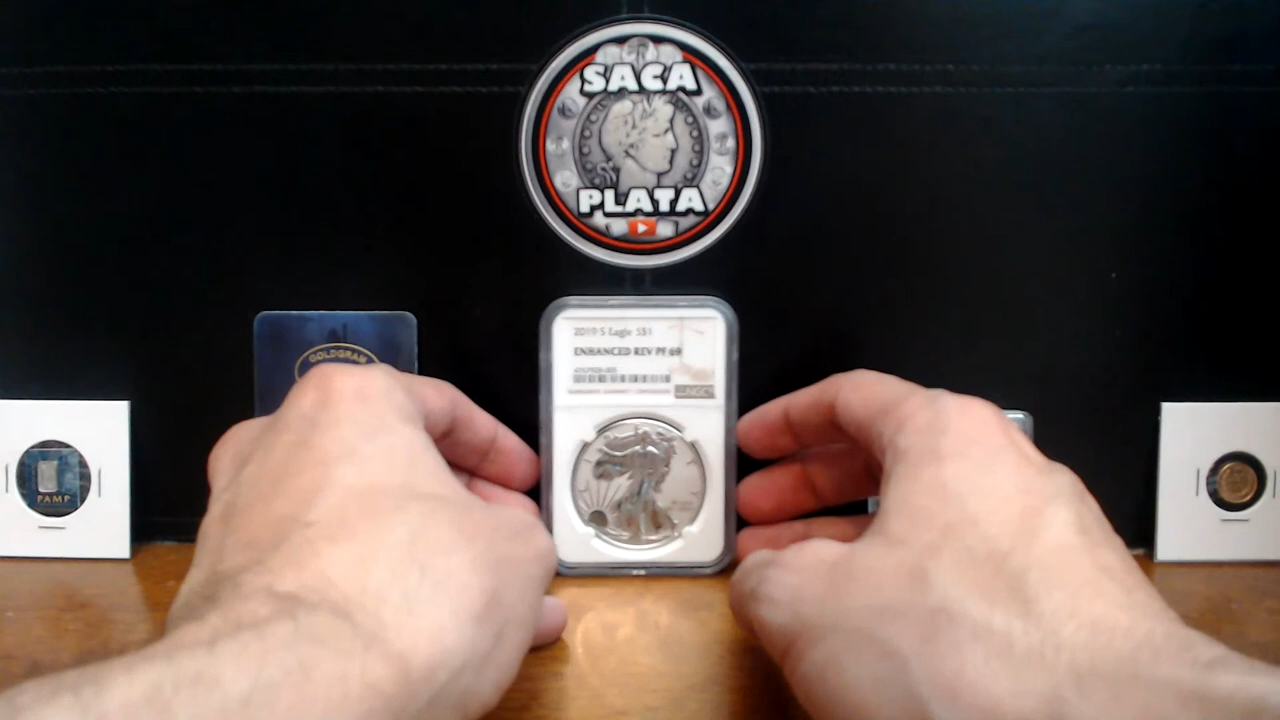 SACA
PLATA
GOLDGRAM
2019 S Eagle S$1
ENHANCED REV PF 69
NGC
PAMP